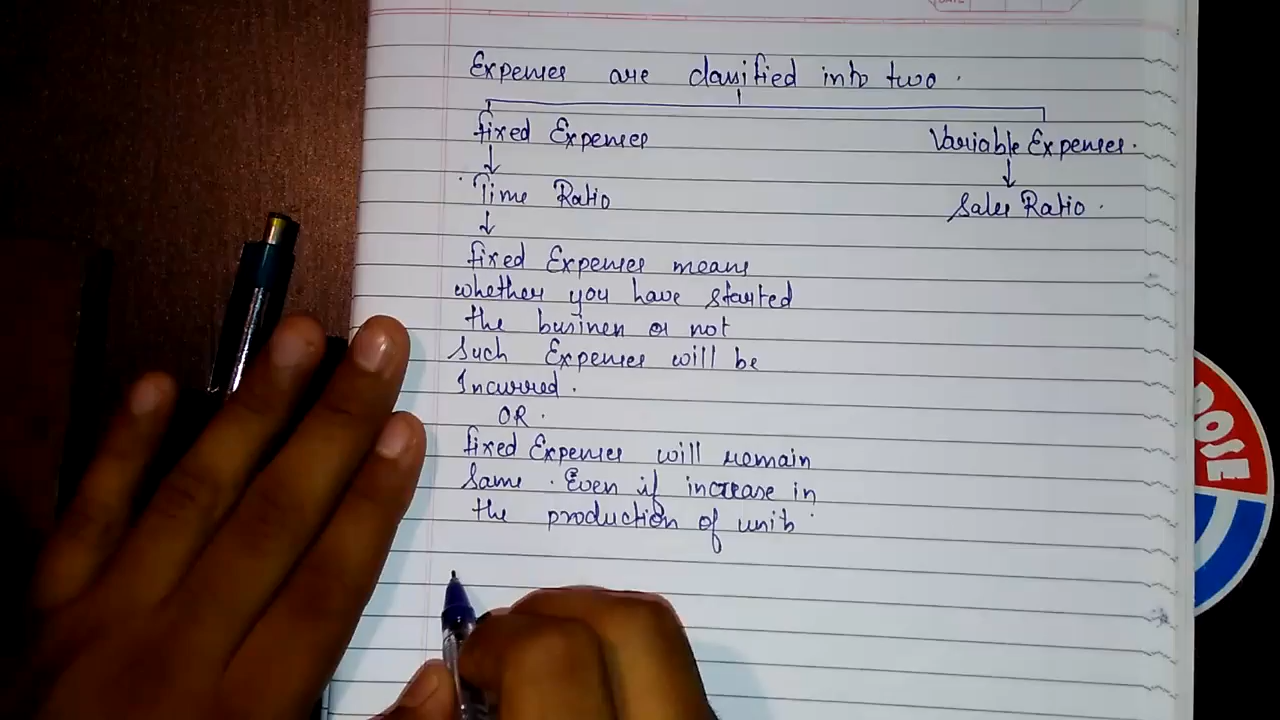 Expenses are classified into two.
Fixed Expenses
Variable Expenses.
Time Ratio
Sales Ratio.
Fixed Expenses means
whether you have started
the business or not
Such Expenses will be
Incurred.
OR.
Fixed Expenses will remain
Same. Even if increase in
the production of units
DATE
POSE